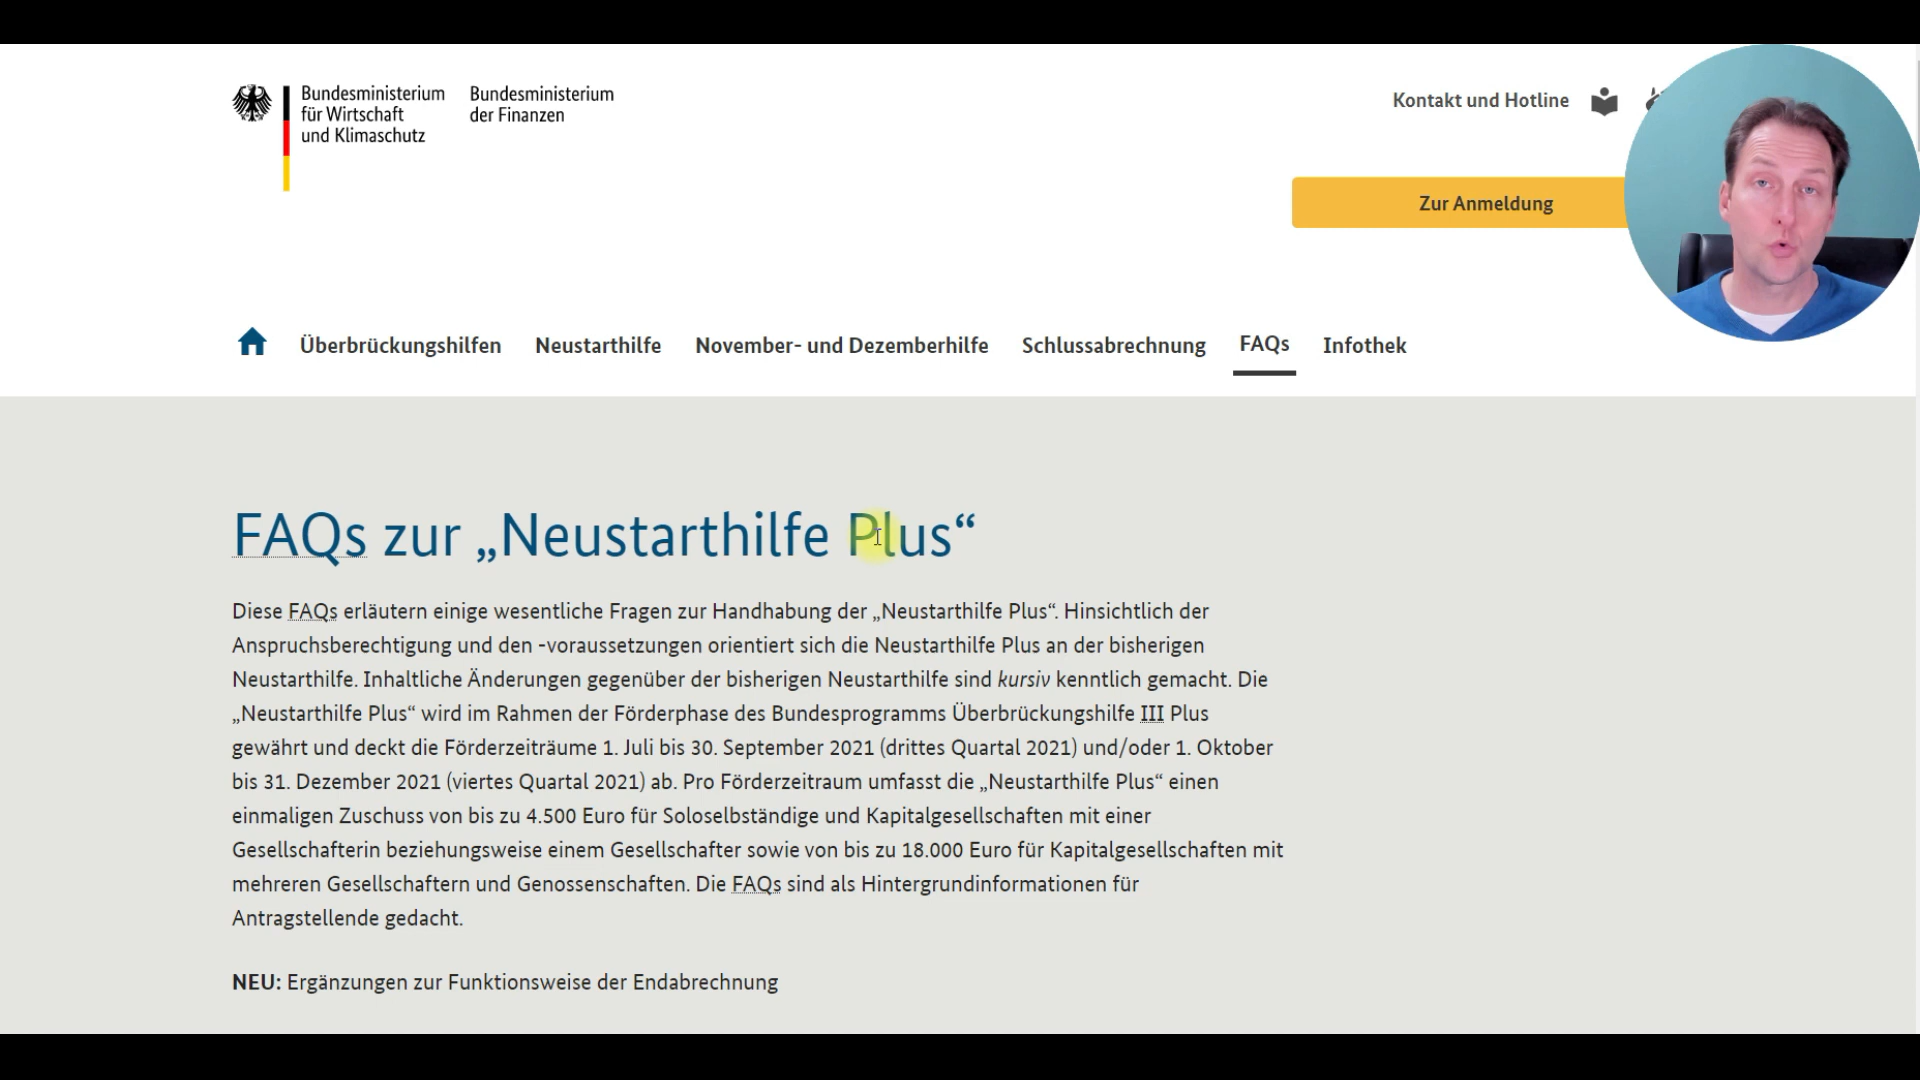 Bundesministerium
für Wirtschaft
und Klimaschutz
Bundesministerium
der Finanzen
Kontakt und Hotline
Zur Anmeldung
Überbrückungshilfen
Neustarthilfe
November- und Dezemberhilfe
Schlussabrechnung
FAQs
Infothek
FAQs zur „Neustarthilfe Plus“
Diese FAQs erläutern einige wesentliche Fragen zur Handhabung der „Neustarthilfe Plus“. Hinsichtlich der
Anspruchsberechtigung und den -voraussetzungen orientiert sich die Neustarthilfe Plus an der bisherigen
Neustarthilfe. Inhaltliche Änderungen gegenüber der bisherigen Neustarthilfe sind kursiv kenntlich gemacht. Die
„Neustarthilfe Plus“ wird im Rahmen der Förderphase des Bundesprogramms Überbrückungshilfe III Plus
gewährt und deckt die Förderzeiträume 1. Juli bis 30. September 2021 (drittes Quartal 2021) und/oder 1. Oktober
bis 31. Dezember 2021 (viertes Quartal 2021) ab. Pro Förderzeitraum umfasst die „Neustarthilfe Plus“ einen
einmaligen Zuschuss von bis zu 4.500 Euro für Soloselbständige und Kapitalgesellschaften mit einer
Gesellschafterin beziehungsweise einem Gesellschafter sowie von bis zu 18.000 Euro für Kapitalgesellschaften mit
mehreren Gesellschaftern und Genossenschaften. Die FAQs sind als Hintergrundinformationen für
Antragstellende gedacht.
NEU: Ergänzungen zur Funktionsweise der Endabrechnung